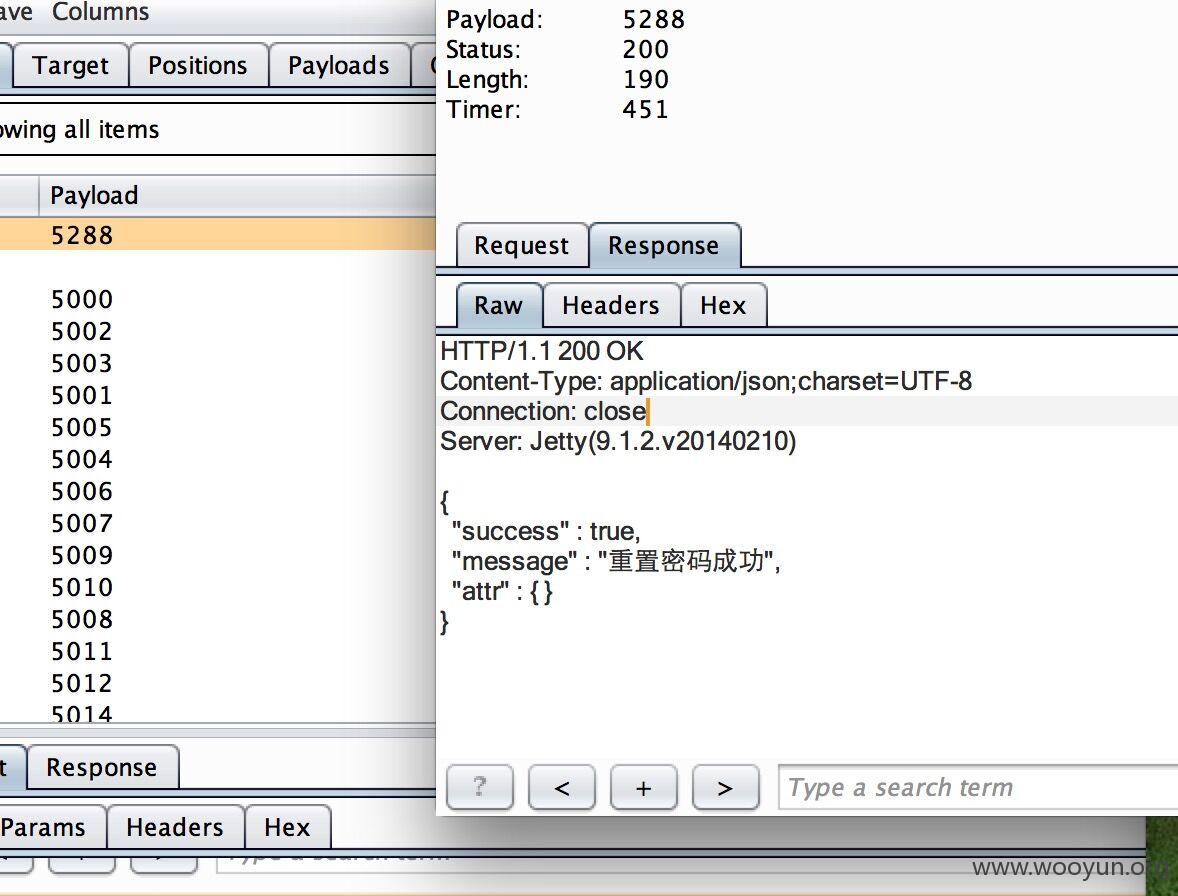 ave Columns
Target Positions Payloads
owing all items
Payload
5288
5000
5002
5003
5001
5005
5004
5006
5007
5009
5010
5008
5011
5012
5014
t Response
Params Headers Hex
Type a search term
Payload: 5288
Status: 200
Length: 190
Timer: 451
Request Response
Raw Headers Hex
HTTP/1.1 200 OK
Content-Type: application/json;charset=UTF-8
Connection: close
Server: Jetty(9.1.2.v20140210)
{
"success" : true,
"message" : "重置密码成功",
"attr" : { }
}
? < + > Type a search term
www.wooyun.org